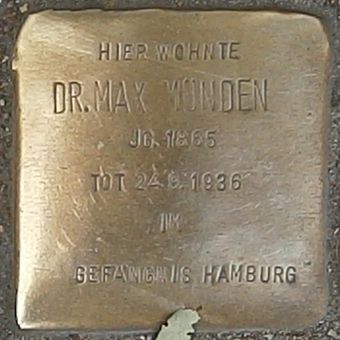 HIER WOHNTE
DR. MAX MÜNDEN
JG. 1865
TOT 24.9.1936
IM
GEFÄNGNIS HAMBURG